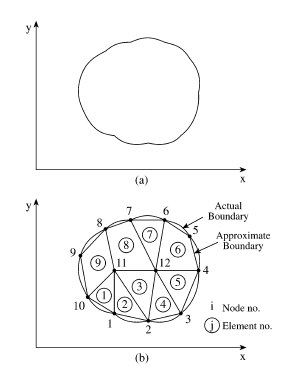 y
x
(a)
y
7
6
Actual
Boundary
8
5
Approximate
Boundary
8
7
6
9
9
11
12
4
3
5
10
1
2
4
i Node no.
1
2
3
j Element no.
x
(b)